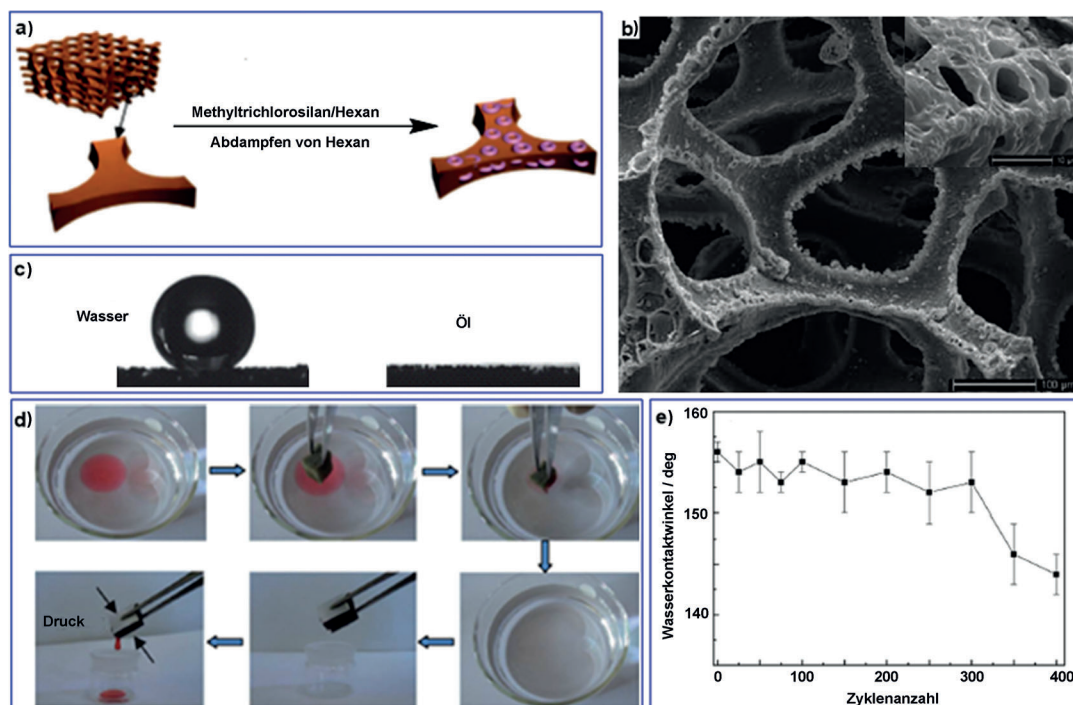 a)
Methyltrichlorosilan/Hexan
Abdampfen von Hexan
b)
100 µm
c)
Wasser
Öl
d)
Druck
e)
160
150
140
Wasserkontaktwinkel / deg
0
100
200
300
400
Zyklenanzahl